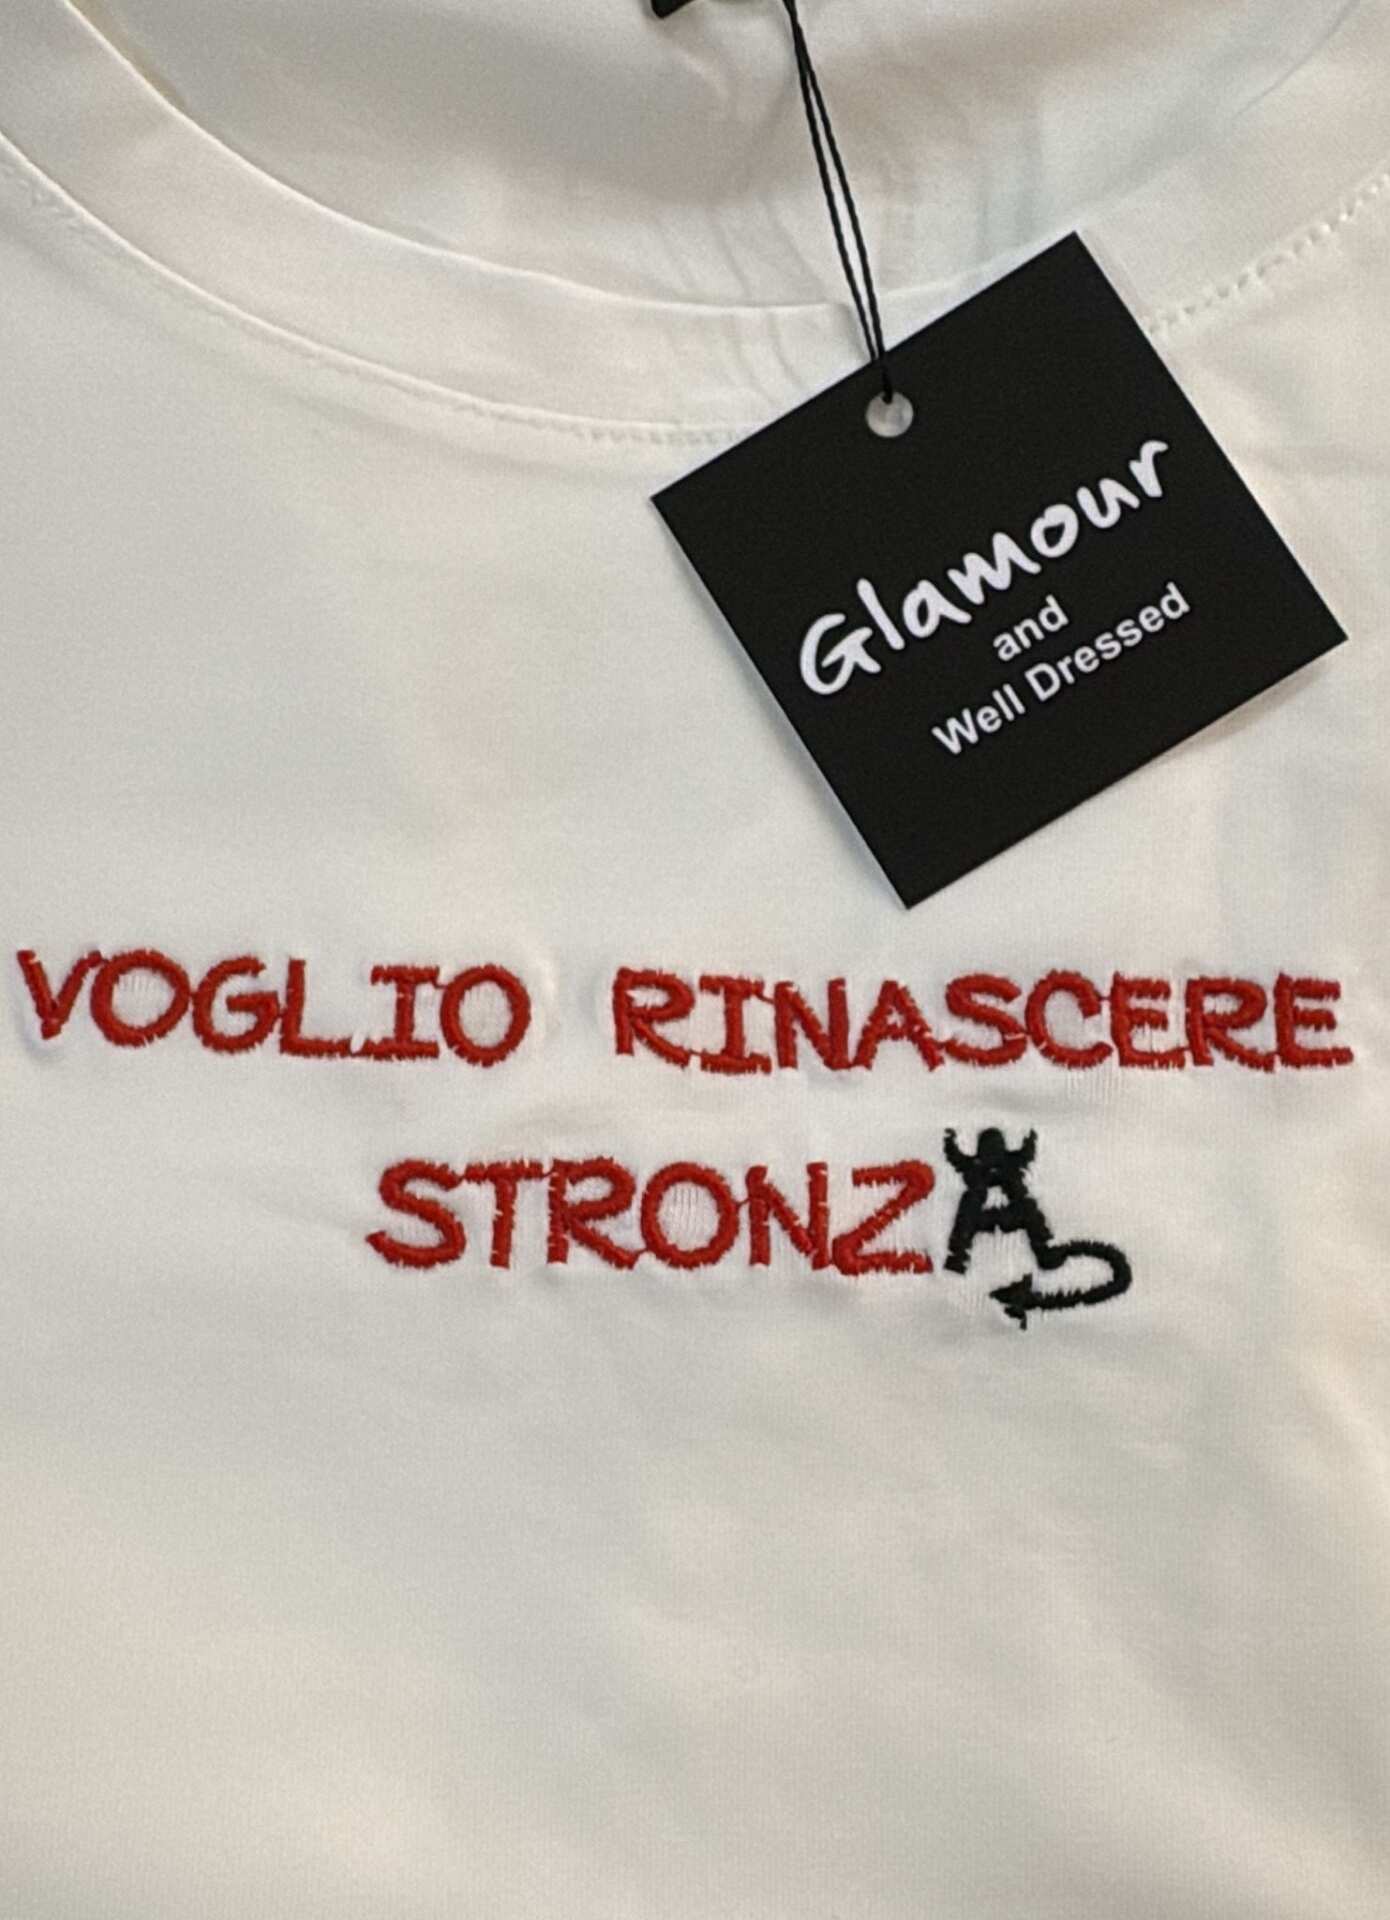 Glamour
and
Well Dressed
VOGLIO RINASCERE
STRONZA